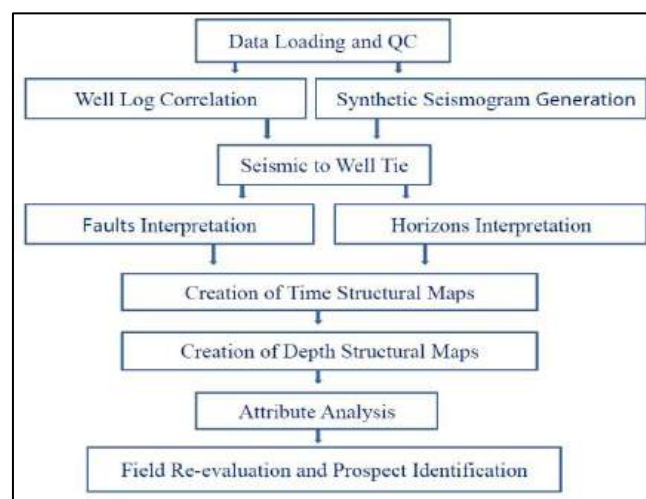 Data Loading and QC
Well Log Correlation
Synthetic Seismogram Generation
Seismic to Well Tie
Faults Interpretation
Horizons Interpretation
Creation of Time Structural Maps
Creation of Depth Structural Maps
Attribute Analysis
Field Re-evaluation and Prospect Identification